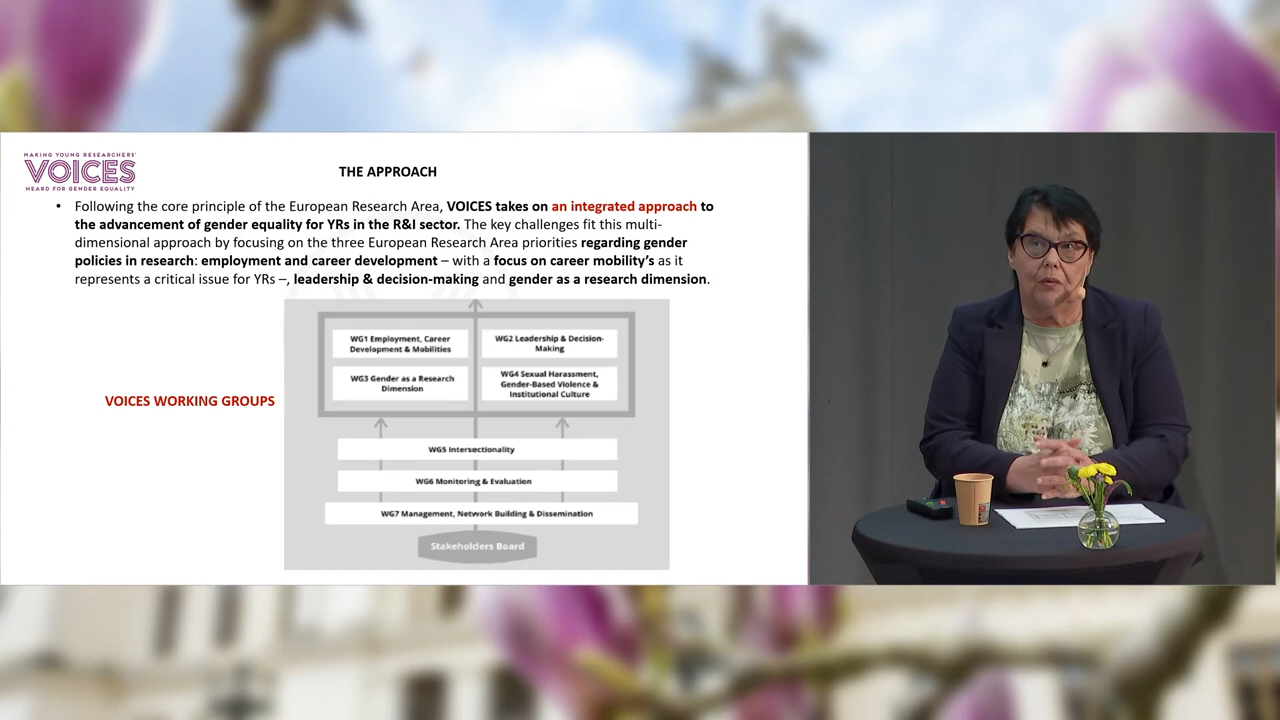 MAKING YOUNG RESEARCHERS'
VOICES
HEARD FOR GENDER EQUALITY
THE APPROACH
• Following the core principle of the European Research Area, VOICES takes on an integrated approach to
the advancement of gender equality for YRs in the R&I sector. The key challenges fit this multi-
dimensional approach by focusing on the three European Research Area priorities regarding gender
policies in research: employment and career development – with a focus on career mobility's as it
represents a critical issue for YRs –, leadership & decision-making and gender as a research dimension.
VOICES WORKING GROUPS
WG1 Employment, Career
Development & Mobilities
WG2 Leadership & Decision-
Making
WG3 Gender as a Research
Dimension
WG4 Sexual Harassment,
Gender-Based Violence &
Institutional Culture
WG5 Intersectionality
WG6 Monitoring & Evaluation
WG7 Management, Network Building & Dissemination
Stakeholders Board